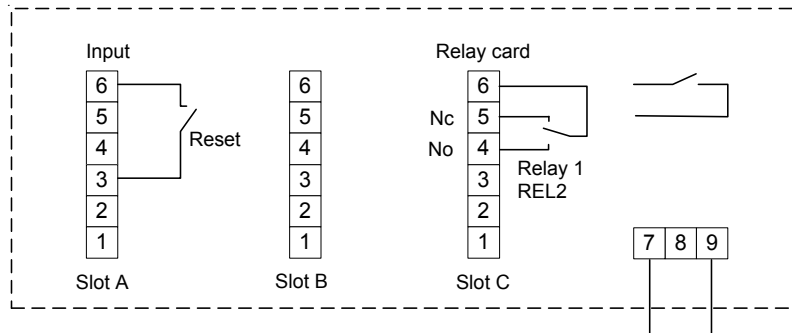 Input
6
5
4
3
2
1
Reset
Slot A
6
5
4
3
2
1
Slot B
Relay card
6
Nc 5
No 4
3
2
1
Relay 1
REL2
Slot C
7 8 9